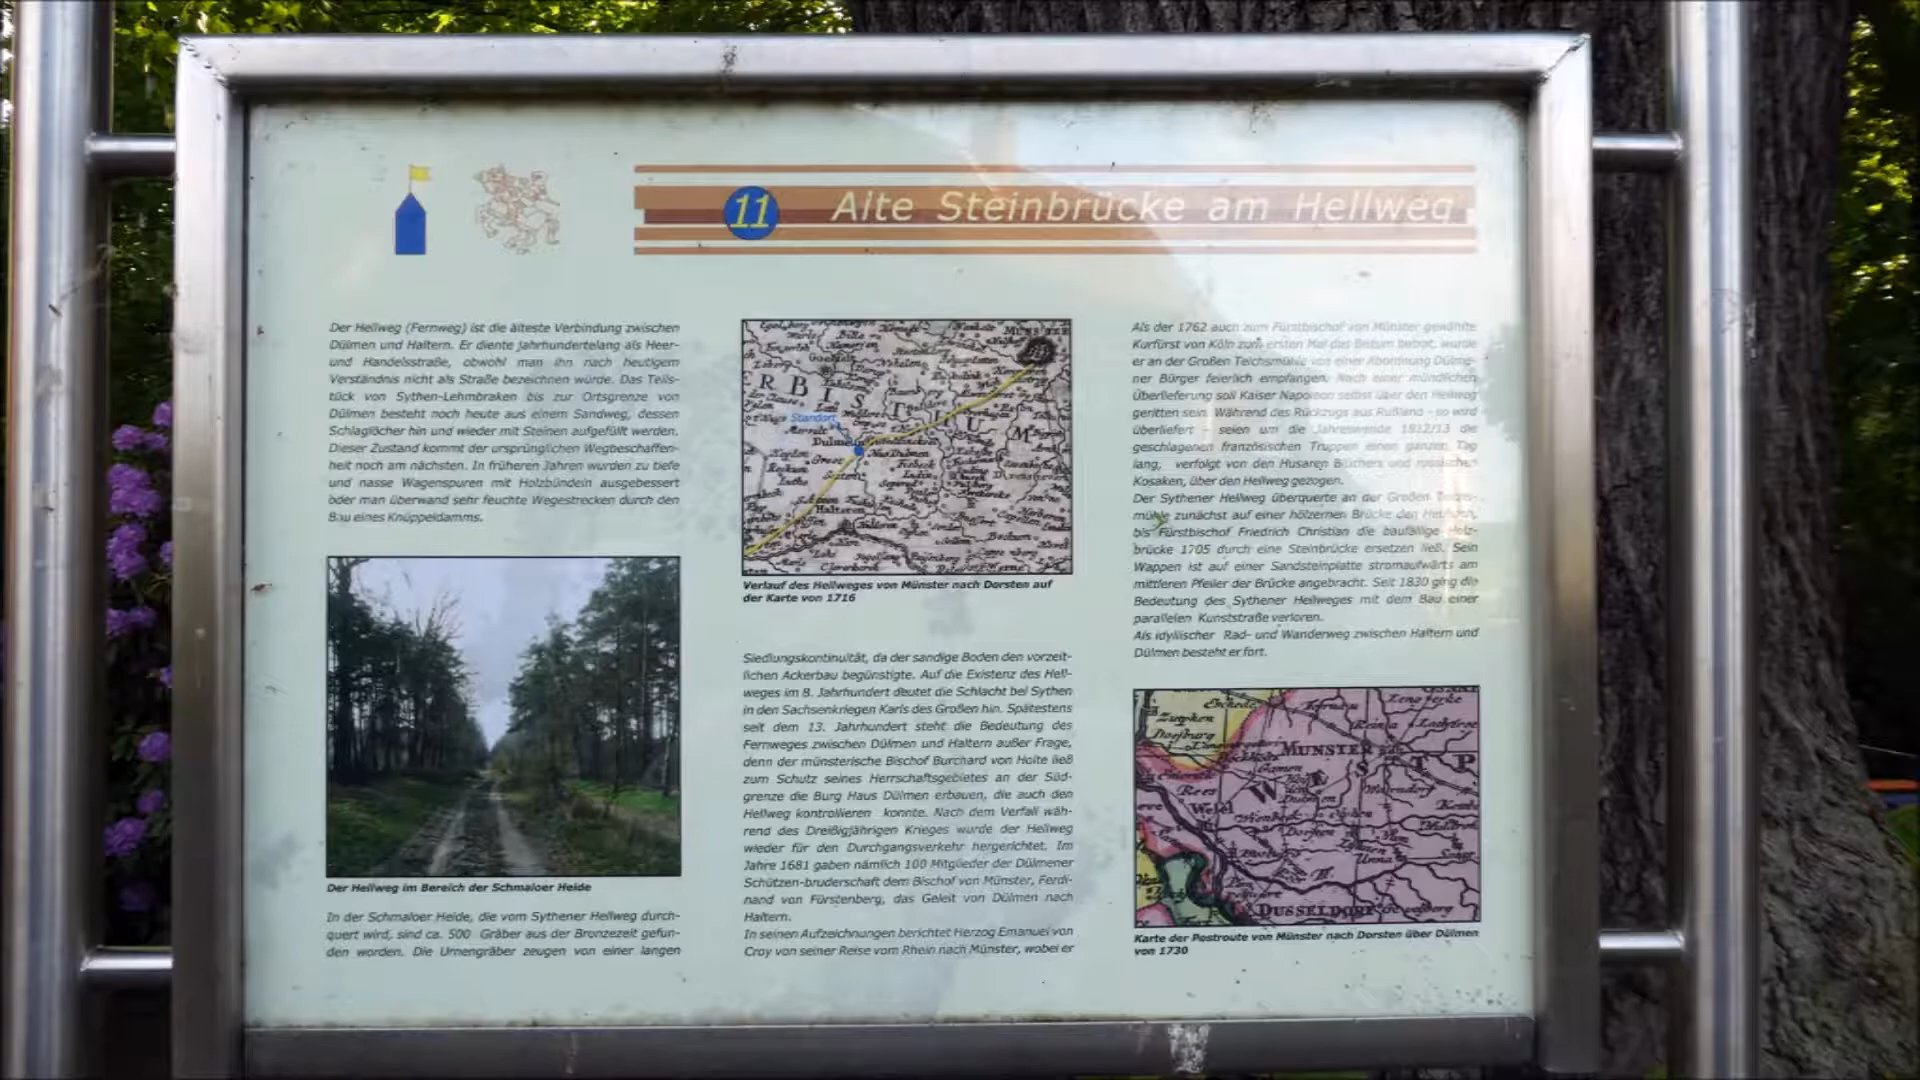 11 Alte Steinbrücke am Hellweg
Der Hellweg (Fernweg) ist die älteste Verbindung zwischen
Dülmen und Haltern. Er diente jahrhundertelang als Heer-
und Handelsstraße, obwohl man ihn nach heutigem
Verständnis nicht als Straße bezeichnen würde. Das Teils-
tück von Sythen-Lehmbraken bis zur Ortsgrenze von
Dülmen besteht noch heute aus einem Sandweg, dessen
Schlaglöcher hin und wieder mit Steinen aufgefüllt werden.
Dieser Zustand kommt der ursprünglichen Wegbeschaffen-
heit noch am nächsten. In früheren Jahren wurden zu tiefe
und nasse Wagenspuren mit Holzbündeln ausgebessert
oder man überwand sehr feuchte Wegestrecken durch den
Bau eines Knüppeldamms.
Der Hellweg im Bereich der Schmaloer Heide
In der Schmaloer Heide, die vom Sythener Hellweg durch-
quert wird, sind ca. 500 Gräber aus der Bronzezeit gefun-
den worden. Die Urnengräber zeugen von einer langen
MUNSTER
RBISTUM
Standort
Dulmen
Halteren
Verlauf des Hellweges von Münster nach Dorsten auf
der Karte von 1716
Siedlungskontinuität, da der sandige Boden den vorzeit-
lichen Ackerbau begünstigte. Auf die Existenz des Hell-
weges im 8. Jahrhundert deutet die Schlacht bei Sythen
in den Sachsenkriegen Karls des Großen hin. Spätestens
seit dem 13. Jahrhundert steht die Bedeutung des
Fernweges zwischen Dülmen und Haltern außer Frage,
denn der münsterische Bischof Burchard von Holte ließ
zum Schutz seines Herrschaftsgebietes an der Süd-
grenze die Burg Haus Dülmen erbauen, die auch den
Hellweg kontrollieren konnte. Nach dem Verfall wäh-
rend des Dreißigjährigen Krieges wurde der Hellweg
wieder für den Durchgangsverkehr hergerichtet. Im
Jahre 1681 gaben nämlich 100 Mitglieder der Dülmener
Schützen-bruderschaft dem Bischof von Münster, Ferdi-
nand von Fürstenberg, das Geleit von Dülmen nach
Haltern.
In seinen Aufzeichnungen berichtet Herzog Emanuel von
Croy von seiner Reise vom Rhein nach Münster, wobei er
Als der 1762 auch zum Fürstbischof von Münster gewählte
Kurfürst von Köln zum ersten Mal das Bistum betrat, wurde
er an der Großen Teichsmühle von einer Abordnung Dülme-
ner Bürger feierlich empfangen. Nach einer mündlichen
Überlieferung soll Kaiser Napoleon selbst über den Hellweg
geritten sein. Während des Rückzugs aus Rußland - so wird
überliefert - seien um die Jahreswende 1812/13 die
geschlagenen französischen Truppen einen ganzen Tag
lang, verfolgt von den Husaren Blüchers und russischen
Kosaken, über den Hellweg gezogen.
Der Sythener Hellweg überquerte an der Großen Teichs-
mühle zunächst auf einer hölzernen Brücke den Heubach,
bis Fürstbischof Friedrich Christian die baufällige Holz-
brücke 1705 durch eine Steinbrücke ersetzen ließ. Sein
Wappen ist auf einer Sandsteinplatte stromaufwärts am
mittleren Pfeiler der Brücke angebracht. Seit 1830 ging die
Bedeutung des Sythener Hellweges mit dem Bau einer
parallelen Kunststraße verloren.
Als idyllischer Rad- und Wanderweg zwischen Haltern und
Dülmen besteht er fort.
MUNSTER
WESTP
Rees
Wesel
Dorsten
Unna
DUSSELDORF
Karte der Postroute von Münster nach Dorsten über Dülmen
von 1730